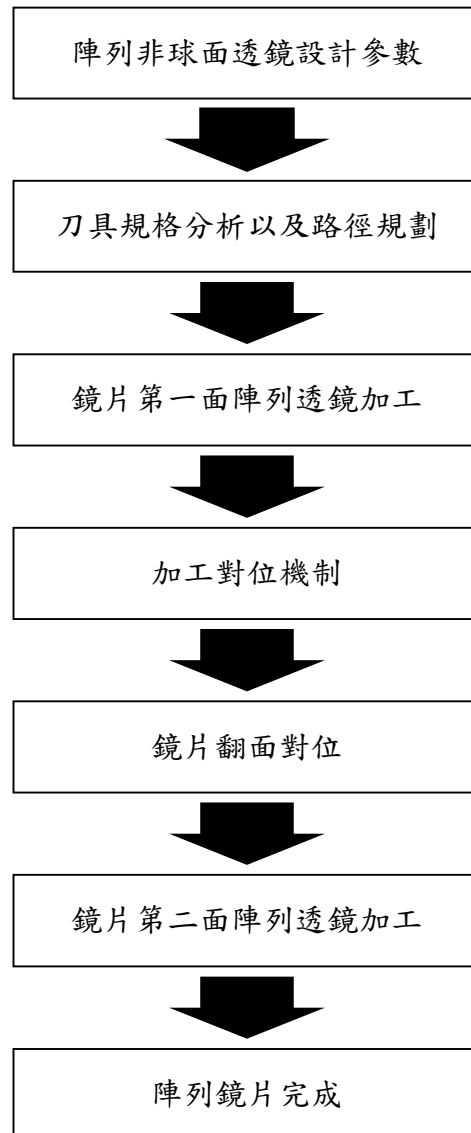 陣列非球面透鏡設計參數
刀具規格分析以及路徑規劃
鏡片第一面陣列透鏡加工
加工對位機制
鏡片翻面對位
鏡片第二面陣列透鏡加工
陣列鏡片完成